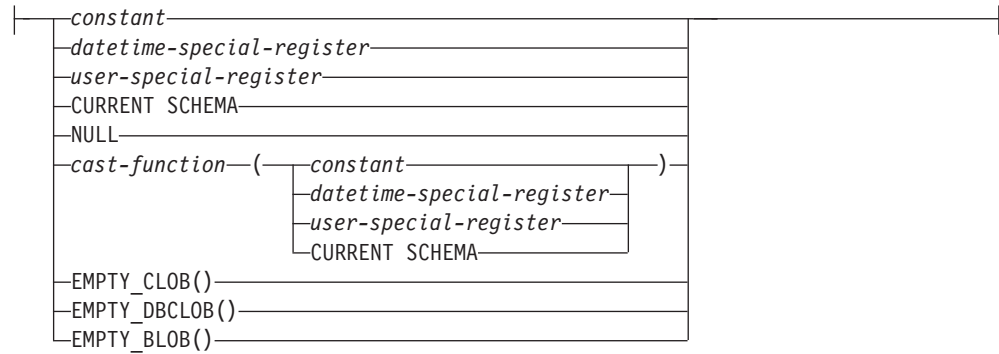 constant
datetime-special-register
user-special-register
CURRENT SCHEMA
NULL
cast-function ( constant )
datetime-special-register
user-special-register
CURRENT SCHEMA
EMPTY_CLOB()
EMPTY_DBCLOB()
EMPTY_BLOB()